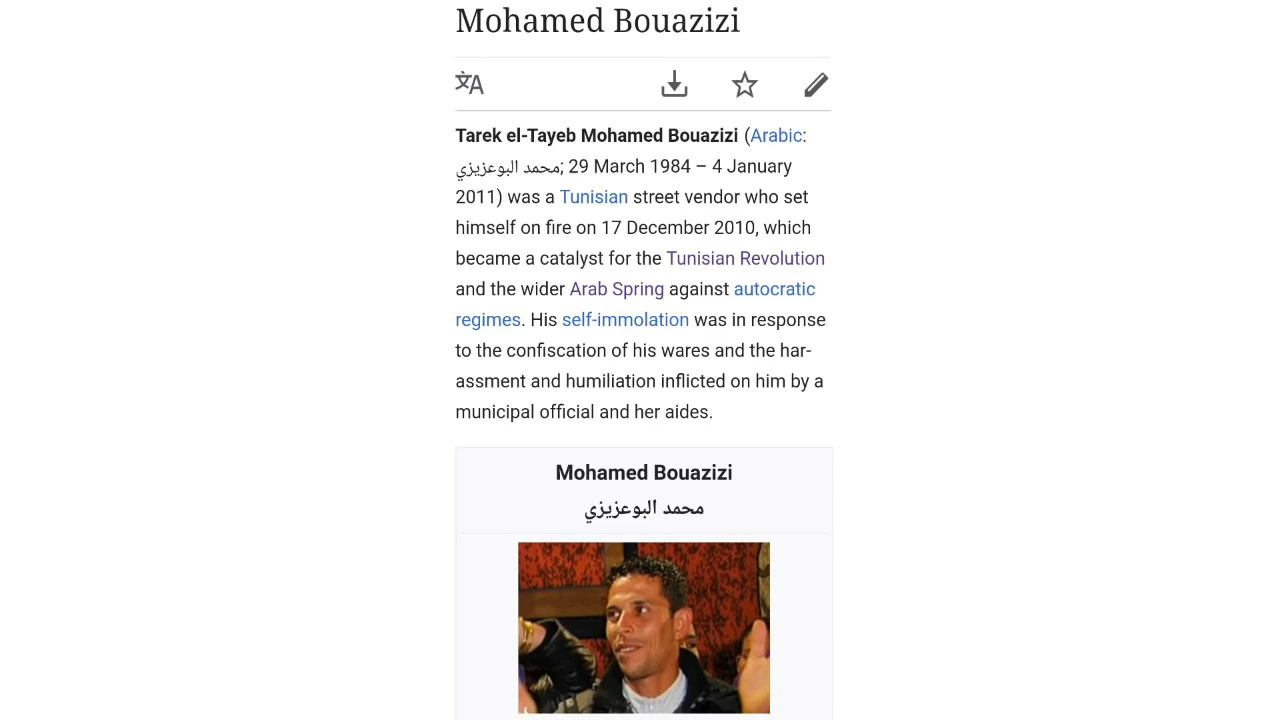 Mohamed Bouazizi
Tarek el-Tayeb Mohamed Bouazizi (Arabic:
محمد البوعزيزي; 29 March 1984 – 4 January
2011) was a Tunisian street vendor who set
himself on fire on 17 December 2010, which
became a catalyst for the Tunisian Revolution
and the wider Arab Spring against autocratic
regimes. His self-immolation was in response
to the confiscation of his wares and the har-
assment and humiliation inflicted on him by a
municipal official and her aides.
Mohamed Bouazizi
محمد البوعزيزي